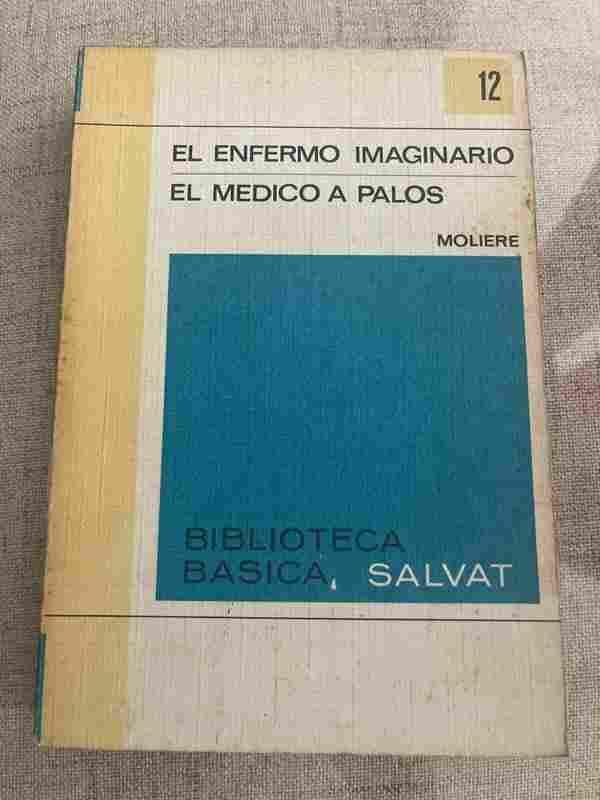 12
EL ENFERMO IMAGINARIO
EL MEDICO A PALOS
MOLIERE
BIBLIOTECA
BASICA, SALVAT